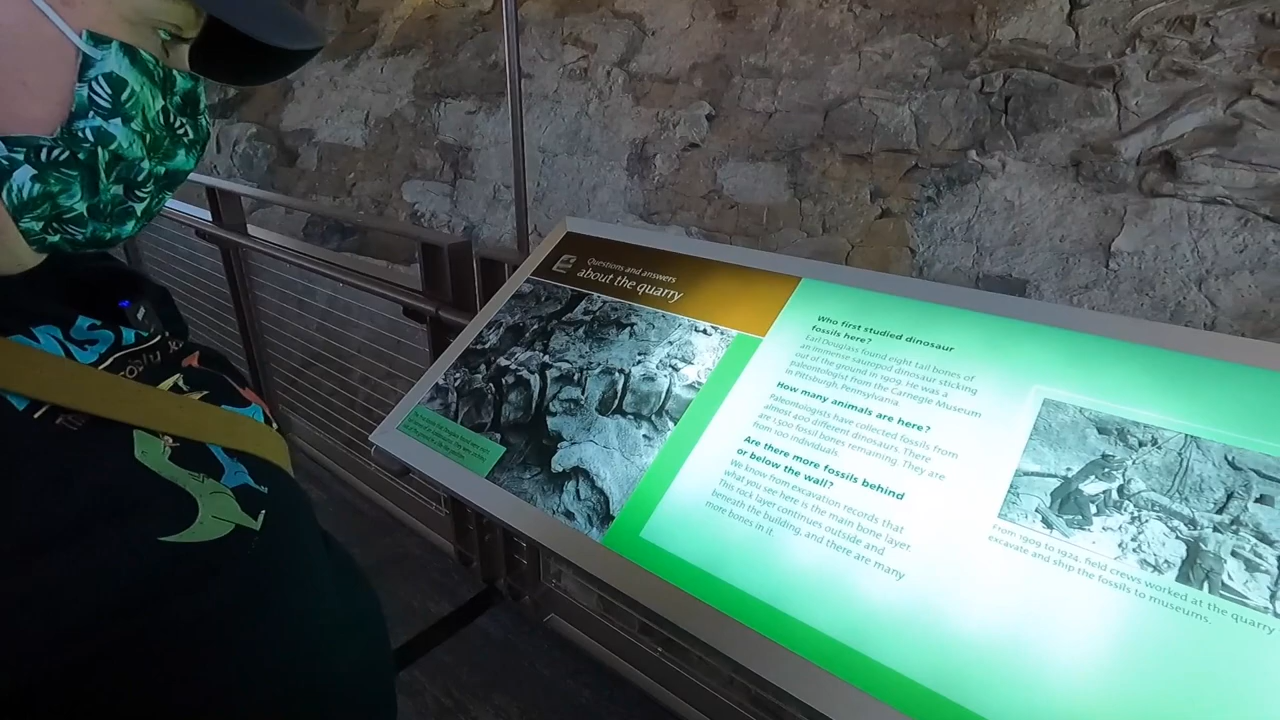 Questions and answers
about the quarry
Who first studied dinosaur
fossils here?
Earl Douglass found eight tail bones of
an immense sauropod dinosaur sticking
out of the ground in 1909. He was a
paleontologist from the Carnegie Museum
in Pittsburgh, Pennsylvania.
How many animals are here?
Paleontologists have collected fossils from
almost 400 different dinosaurs. There
are 1,500 fossil bones remaining. They are
from 100 individuals.
Are there more fossils behind
or below the wall?
We know from excavation records that
what you see here is the main bone layer.
This rock layer continues outside and
beneath the building, and there are many
more bones in it.
From 1909 to 1924, field crews worked at the quarry
excavate and ship the fossils to museums.